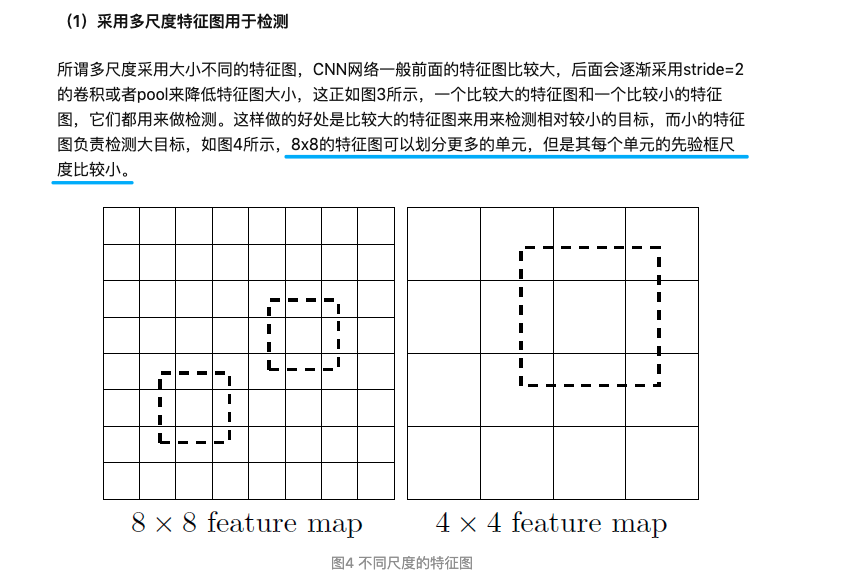 （1）采用多尺度特征图用于检测
所谓多尺度采用大小不同的特征图，CNN网络一般前面的特征图比较大，后面会逐渐采用stride=2
的卷积或者pool来降低特征图大小，这正如图3所示，一个比较大的特征图和一个比较小的特征
图，它们都用来做检测。这样做的好处是比较大的特征图来用来检测相对较小的目标，而小的特征
图负责检测大目标，如图4所示，8x8的特征图可以划分更多的单元，但是其每个单元的先验框尺
度比较小。
8 × 8 feature map
4 × 4 feature map
图4 不同尺度的特征图